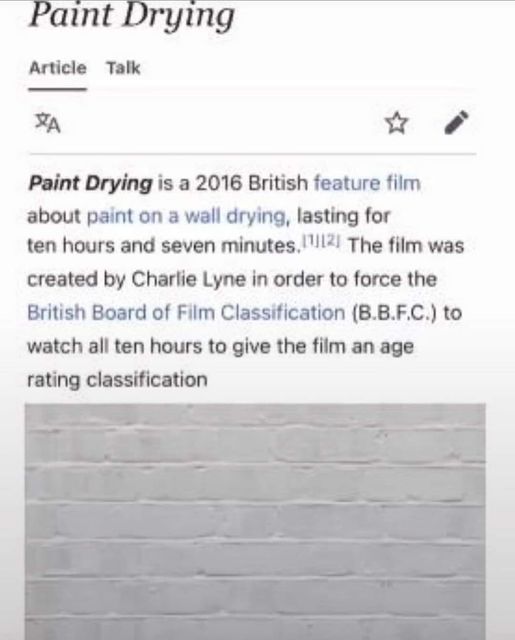 Paint Drying
Article Talk
Paint Drying is a 2016 British feature film
about paint on a wall drying, lasting for
ten hours and seven minutes.[1][2] The film was
created by Charlie Lyne in order to force the
British Board of Film Classification (B.B.F.C.) to
watch all ten hours to give the film an age
rating classification